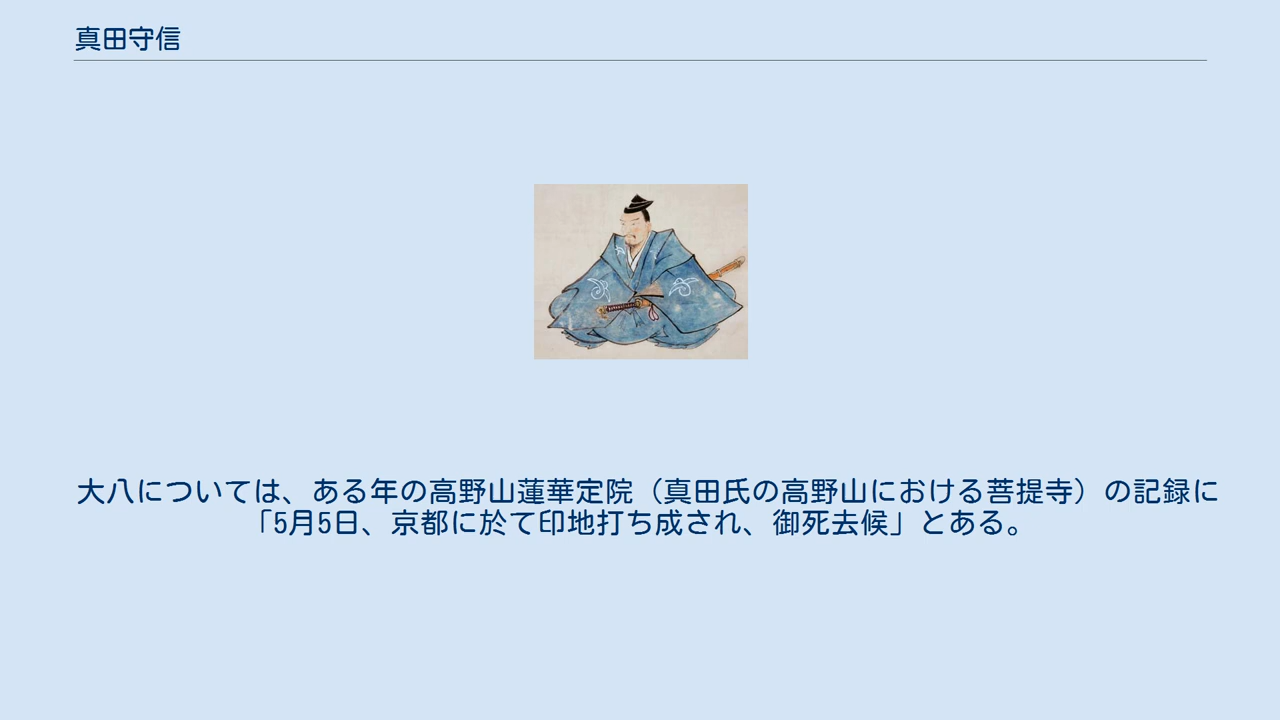 真田守信
大八については、ある年の高野山蓮華定院（真田氏の高野山における菩提寺）の記録に
「5月5日、京都に於て印地打ち成され、御死去候」とある。